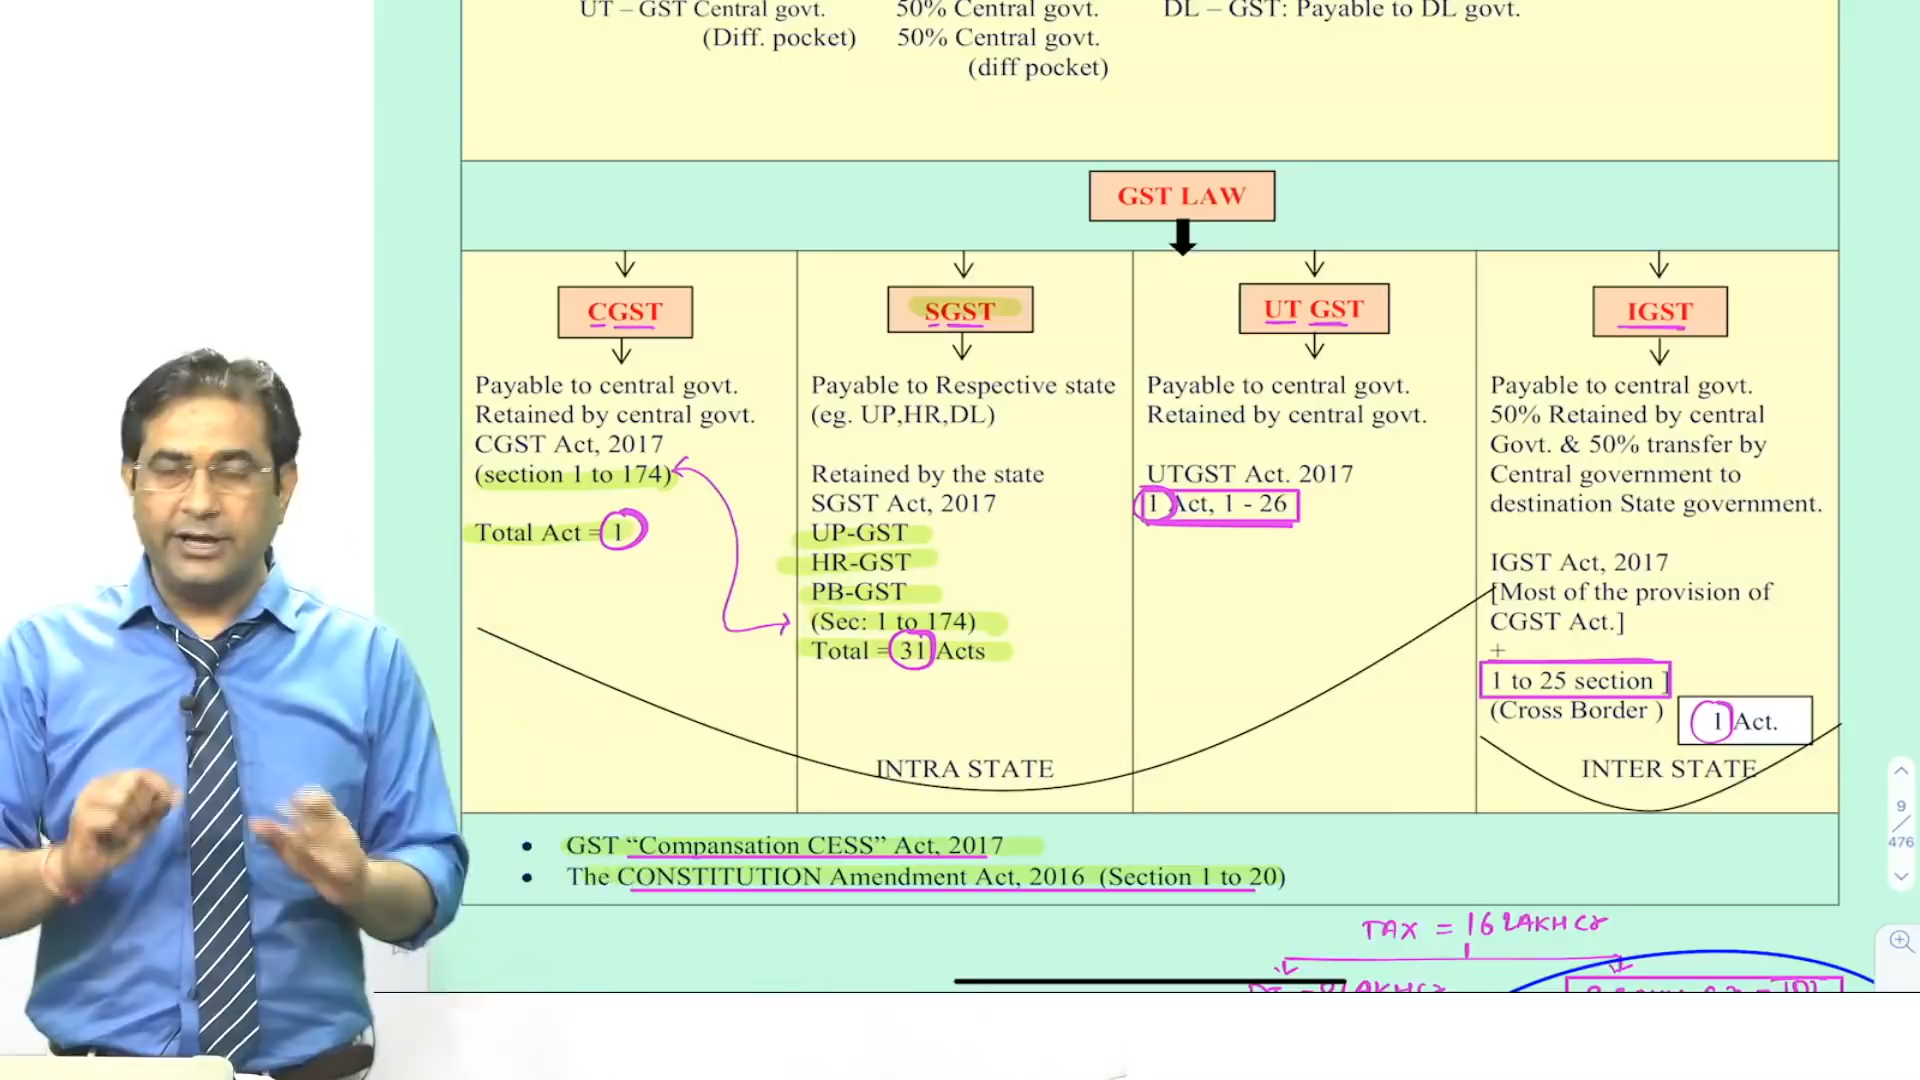 UT – GST Central govt.
(Diff. pocket)
50% Central govt.
50% Central govt.
(diff pocket)
DL – GST: Payable to DL govt.
GST LAW
CGST
Payable to central govt.
Retained by central govt.
CGST Act, 2017
(section 1 to 174)
Total Act = 1
SGST
Payable to Respective state
(eg. UP,HR,DL)
Retained by the state
SGST Act, 2017
UP-GST
HR-GST
PB-GST
(Sec: 1 to 174)
Total = 31 Acts
UT GST
Payable to central govt.
Retained by central govt.
UTGST Act. 2017
1 Act, 1 - 26
IGST
Payable to central govt.
50% Retained by central
Govt. & 50% transfer by
Central government to
destination State government.
IGST Act, 2017
[Most of the provision of
CGST Act.]
+
1 to 25 section ]
(Cross Border )
1 Act.
INTRA STATE
INTER STATE
• GST “Compansation CESS” Act, 2017
• The CONSTITUTION Amendment Act, 2016 (Section 1 to 20)
TAX = 16 LAKH Cr
9
476